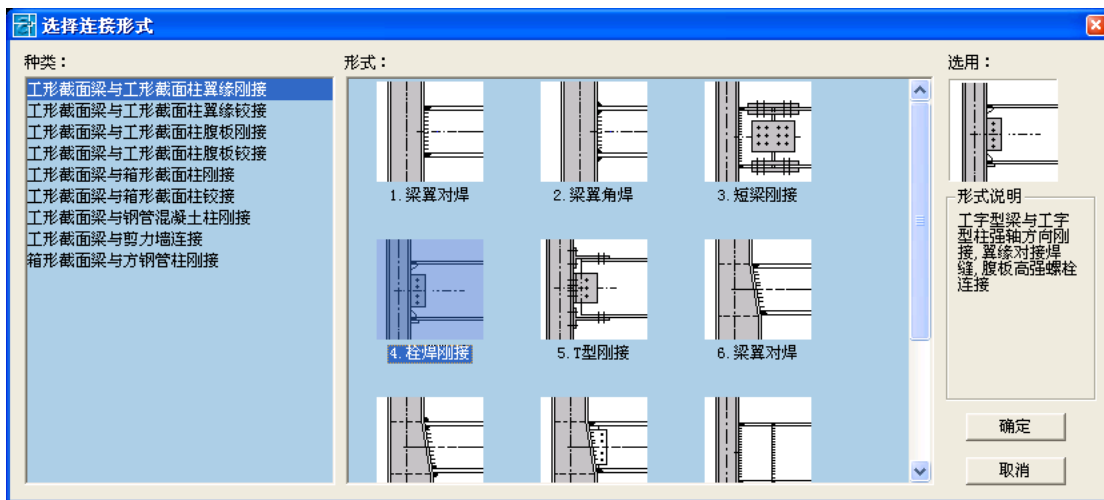 选择连接形式
种类：
工形截面梁与工形截面柱翼缘刚接
工形截面梁与工形截面柱翼缘铰接
工形截面梁与工形截面柱腹板刚接
工形截面梁与工形截面柱腹板铰接
工形截面梁与箱形截面柱刚接
工形截面梁与箱形截面柱铰接
工形截面梁与钢管混凝土柱刚接
工形截面梁与剪力墙连接
箱形截面梁与方钢管柱刚接
形式：
1.梁翼对焊
2.梁翼角焊
3.短梁刚接
4.栓焊刚接
5.T型刚接
6.梁翼对焊
选用：
形式说明
工字型梁与工字
型柱强轴方向刚
接,翼缘对接焊
缝,腹板高强螺栓
连接
确定
取消